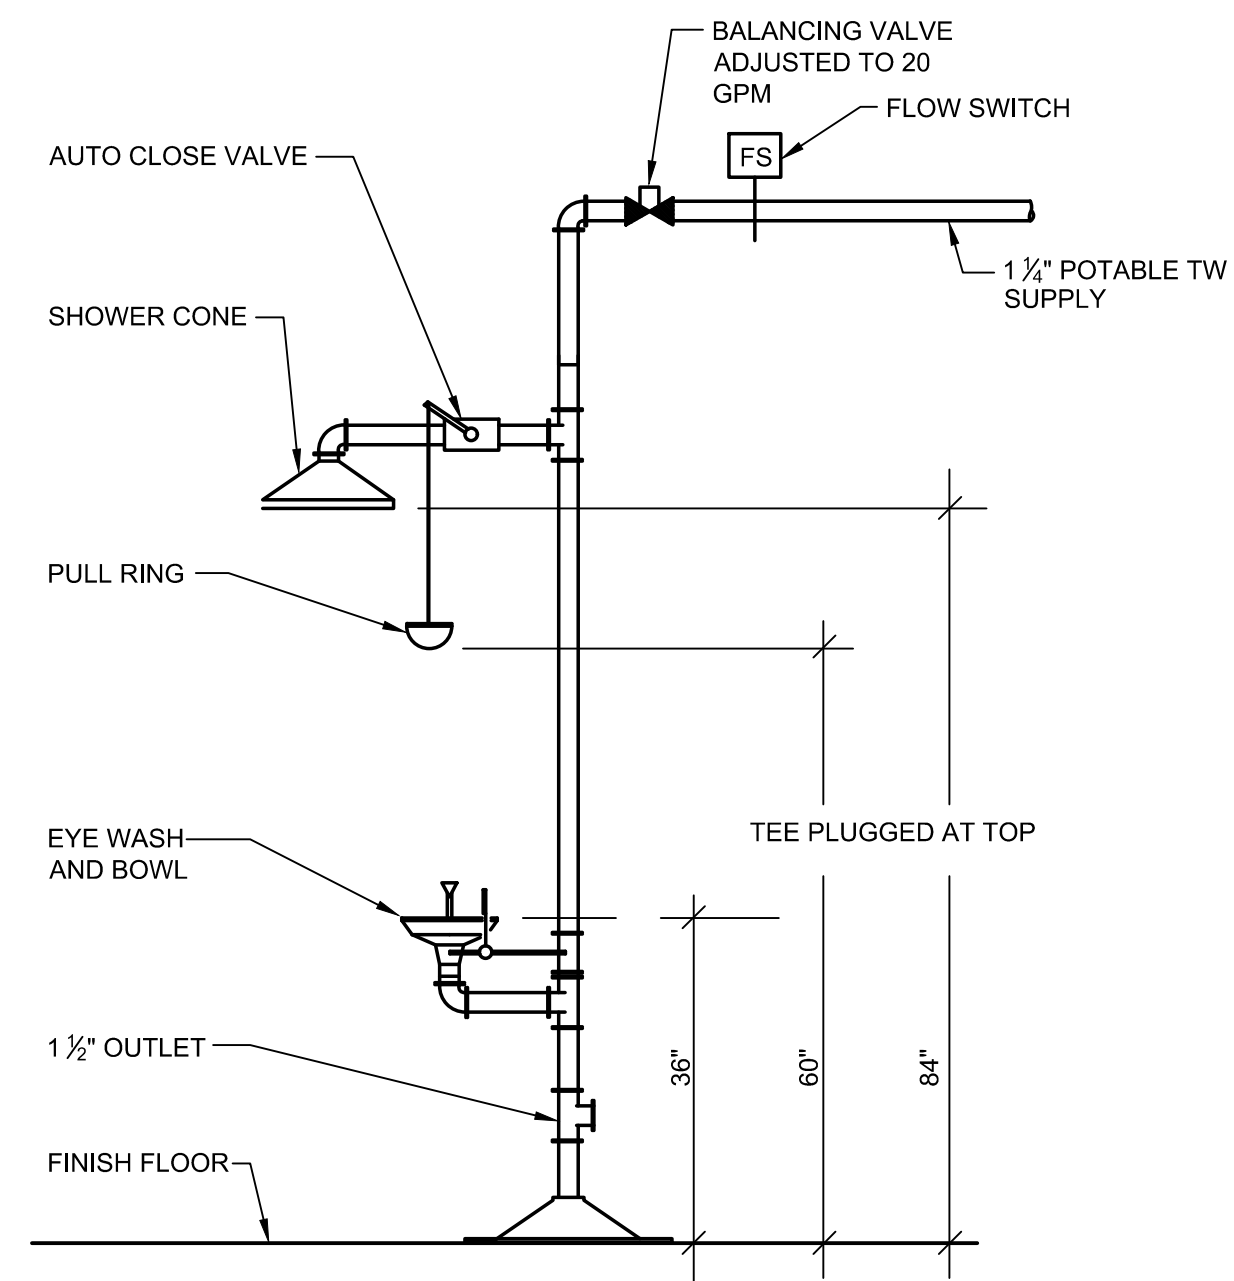 BALANCING VALVE
ADJUSTED TO 20
GPM
FLOW SWITCH
AUTO CLOSE VALVE
FS
1 ¼" POTABLE TW
SUPPLY
SHOWER CONE
PULL RING
TEE PLUGGED AT TOP
EYE WASH
AND BOWL
1 ½" OUTLET
36"
60"
84"
FINISH FLOOR